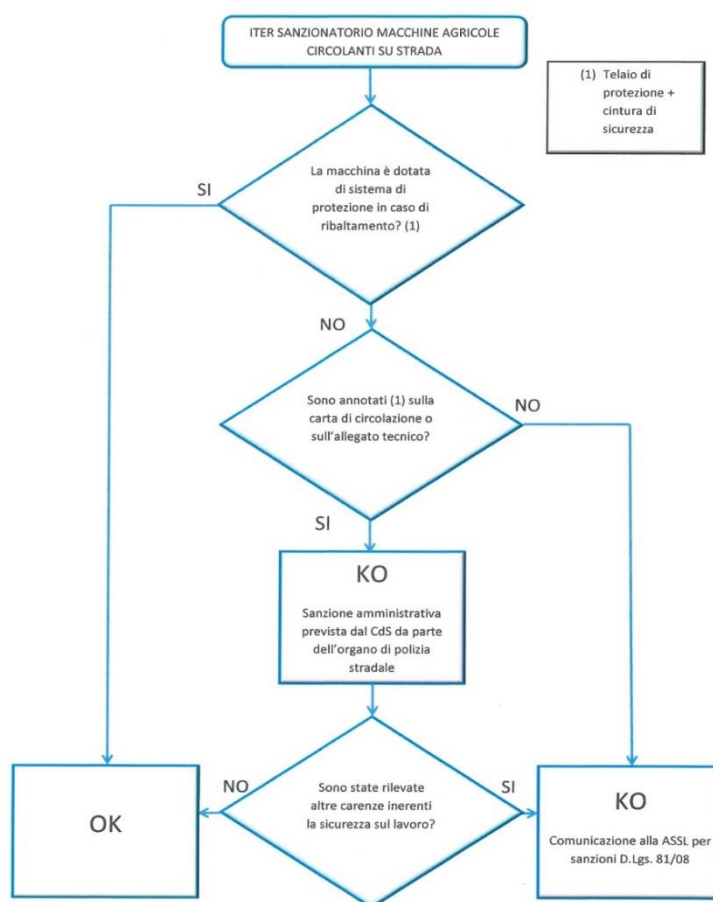 ITER SANZIONATORIO MACCHINE AGRICOLE
CIRCOLANTI SU STRADA
(1) Telaio di
protezione +
cintura di
sicurezza
La macchina è dotata
di sistema di
protezione in caso di
ribaltamento? (1)
SI
NO
Sono annotati (1) sulla
carta di circolazione o
sull'allegato tecnico?
NO
SI
KO
Sanzione amministrativa
prevista dal CdS da parte
dell'organo di polizia
stradale
NO
Sono state rilevate
altre carenze inerenti
la sicurezza sul lavoro?
SI
OK
KO
Comunicazione alla ASSL per
sanzioni D.Lgs. 81/08